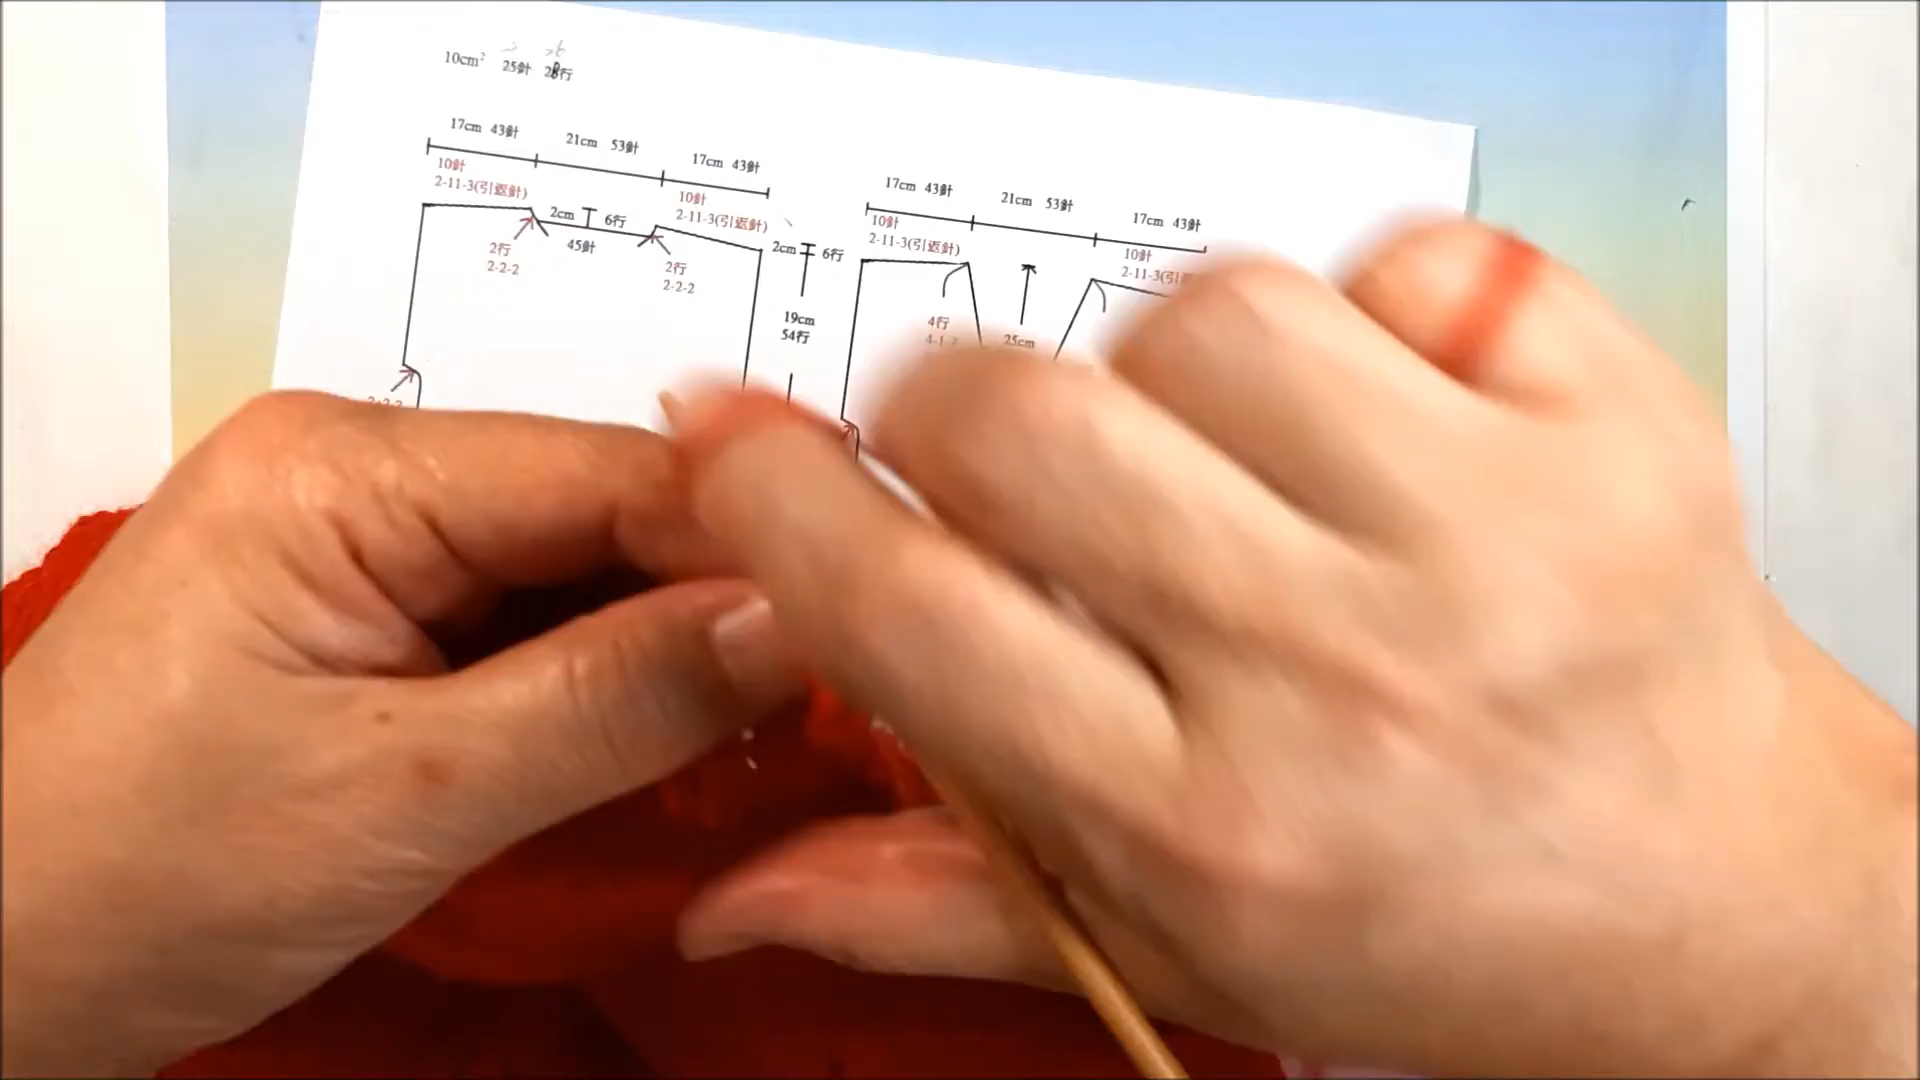 10cm² 25針 28行
17cm 43針
21cm 53針
17cm 43針
10針
2-11-3(引返針)
10針
2-11-3(引返針)
2cm 6行
45針
2行
2-2-2
2行
2-2-2
2cm 6行
19cm
54行
17cm 43針
21cm 53針
17cm 43針
10針
2-11-3(引返針)
10針
2-11-3(引
4行
25cm